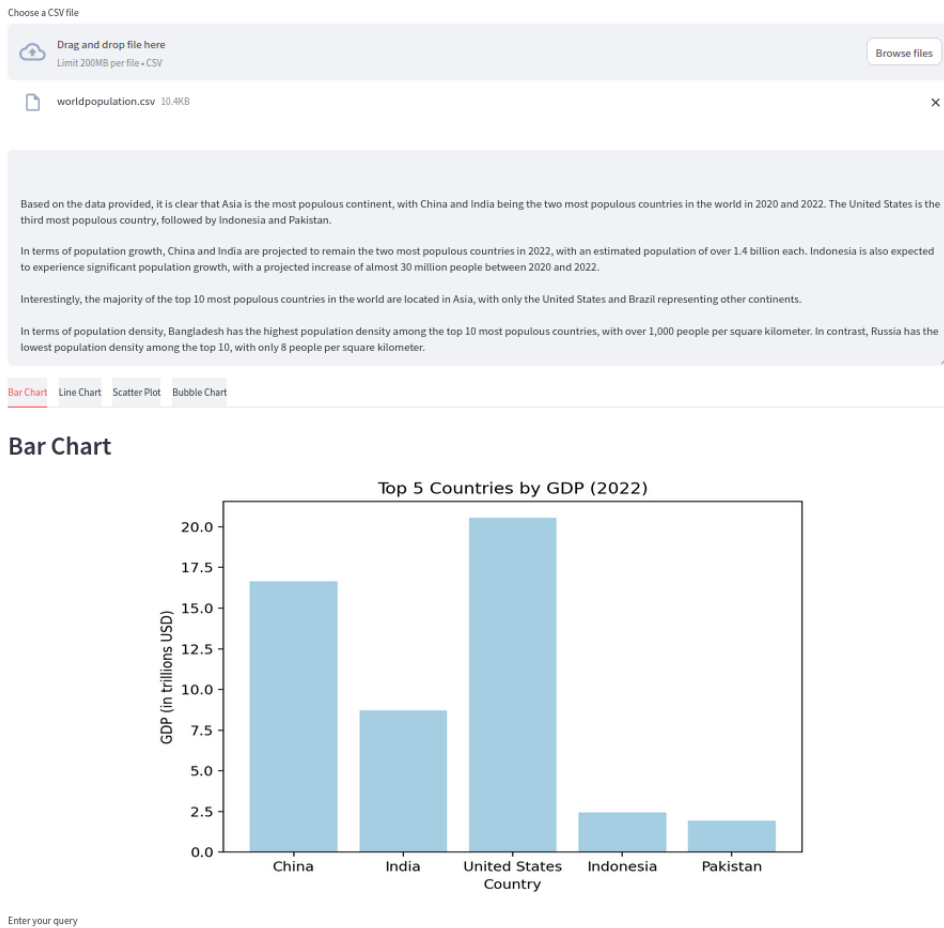 Choose a CSV file
Drag and drop file here
Limit 200MB per file • CSV
Browse files
worldpopulation.csv 10.4KB
Based on the data provided, it is clear that Asia is the most populous continent, with China and India being the two most populous countries in the world in 2020 and 2022. The United States is the
third most populous country, followed by Indonesia and Pakistan.
In terms of population growth, China and India are projected to remain the two most populous countries in 2022, with an estimated population of over 1.4 billion each. Indonesia is also expected
to experience significant population growth, with a projected increase of almost 30 million people between 2020 and 2022.
Interestingly, the majority of the top 10 most populous countries in the world are located in Asia, with only the United States and Brazil representing other continents.
In terms of population density, Bangladesh has the highest population density among the top 10 most populous countries, with over 1,000 people per square kilometer. In contrast, Russia has the
lowest population density among the top 10, with only 8 people per square kilometer.
Bar Chart Line Chart Scatter Plot Bubble Chart
Bar Chart
Top 5 Countries by GDP (2022)
GDP (in trillions USD)
20.0
17.5
15.0
12.5
10.0
7.5
5.0
2.5
0.0
China India United States Indonesia Pakistan
Country
Enter your query